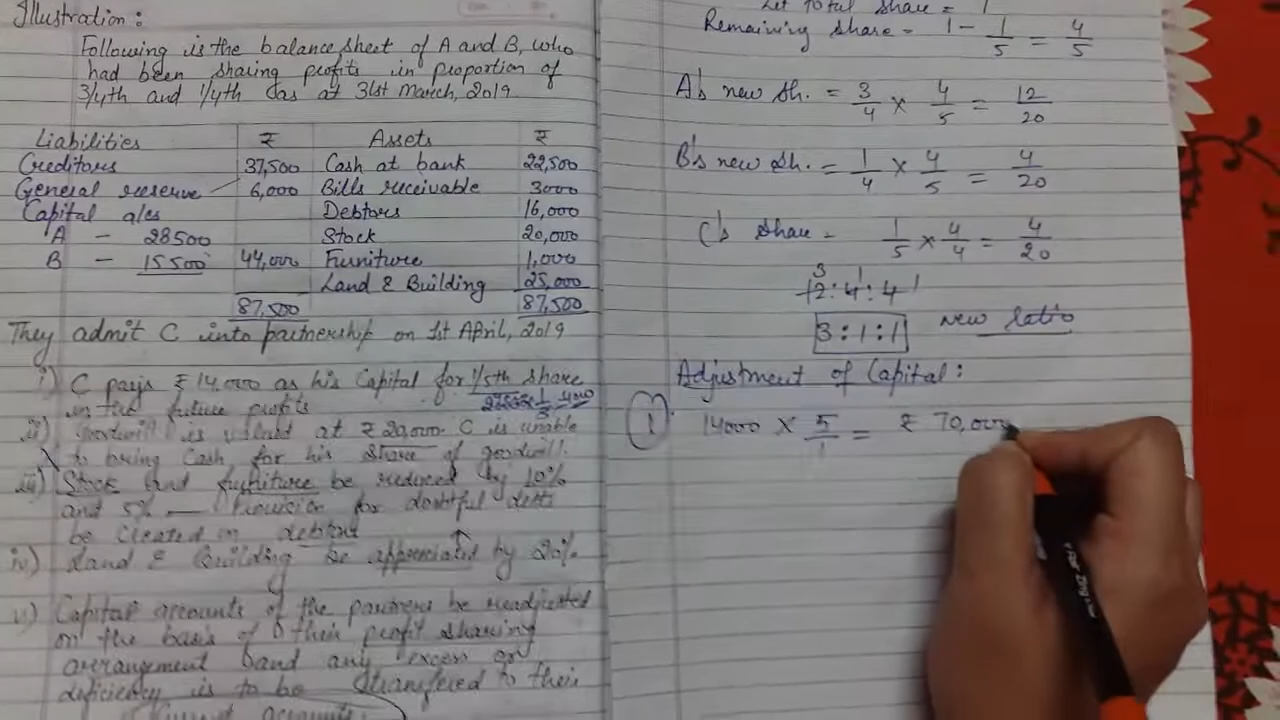 Illustration :
Following is the balance sheet of A and B, who
had been sharing profits in proportion of
3/4th and 1/4th as at 31st March, 2019.
Liabilities ₹ Assets ₹
Creditors 37,500 Cash at bank 22,500
General reserve 6,000 Bills receivable 3000
Capital a/cs Debtors 16,000
A - 28500 Stock 20,000
B - 15500 44,000 Furniture 1,000
Land & Building 25,000
87,500 87,500
They admit C into partnership on 1st April, 2019
i) C pays ₹ 14,000 as his Capital for 1/5th share
in the future profits
ii) Goodwill is valued at ₹ 20,000. C is unable
to bring Cash for his share of goodwill.
iii) Stock and furniture be reduced by 10%
and 5% — Provision for doubtful debts
be created on debtors
iv) Land & Building be appreciated by 20%
v) Capital accounts of the partners be readjusted
on the basis of their profit sharing
arrangement and any excess or
deficiency is to be transfered to their
Current accounts.
Let total share = 1
Remaining share = 1 - 1/5 = 4/5
A's new sh. = 3/4 × 4/5 = 12/20
B's new sh. = 1/4 × 4/5 = 4/20
C's share = 1/5 × 4/4 = 4/20
3 1 1
12 : 4 : 4
3 : 1 : 1 new ratio
Adjustment of Capital :
1 14000 × 5/1 = ₹ 70,000